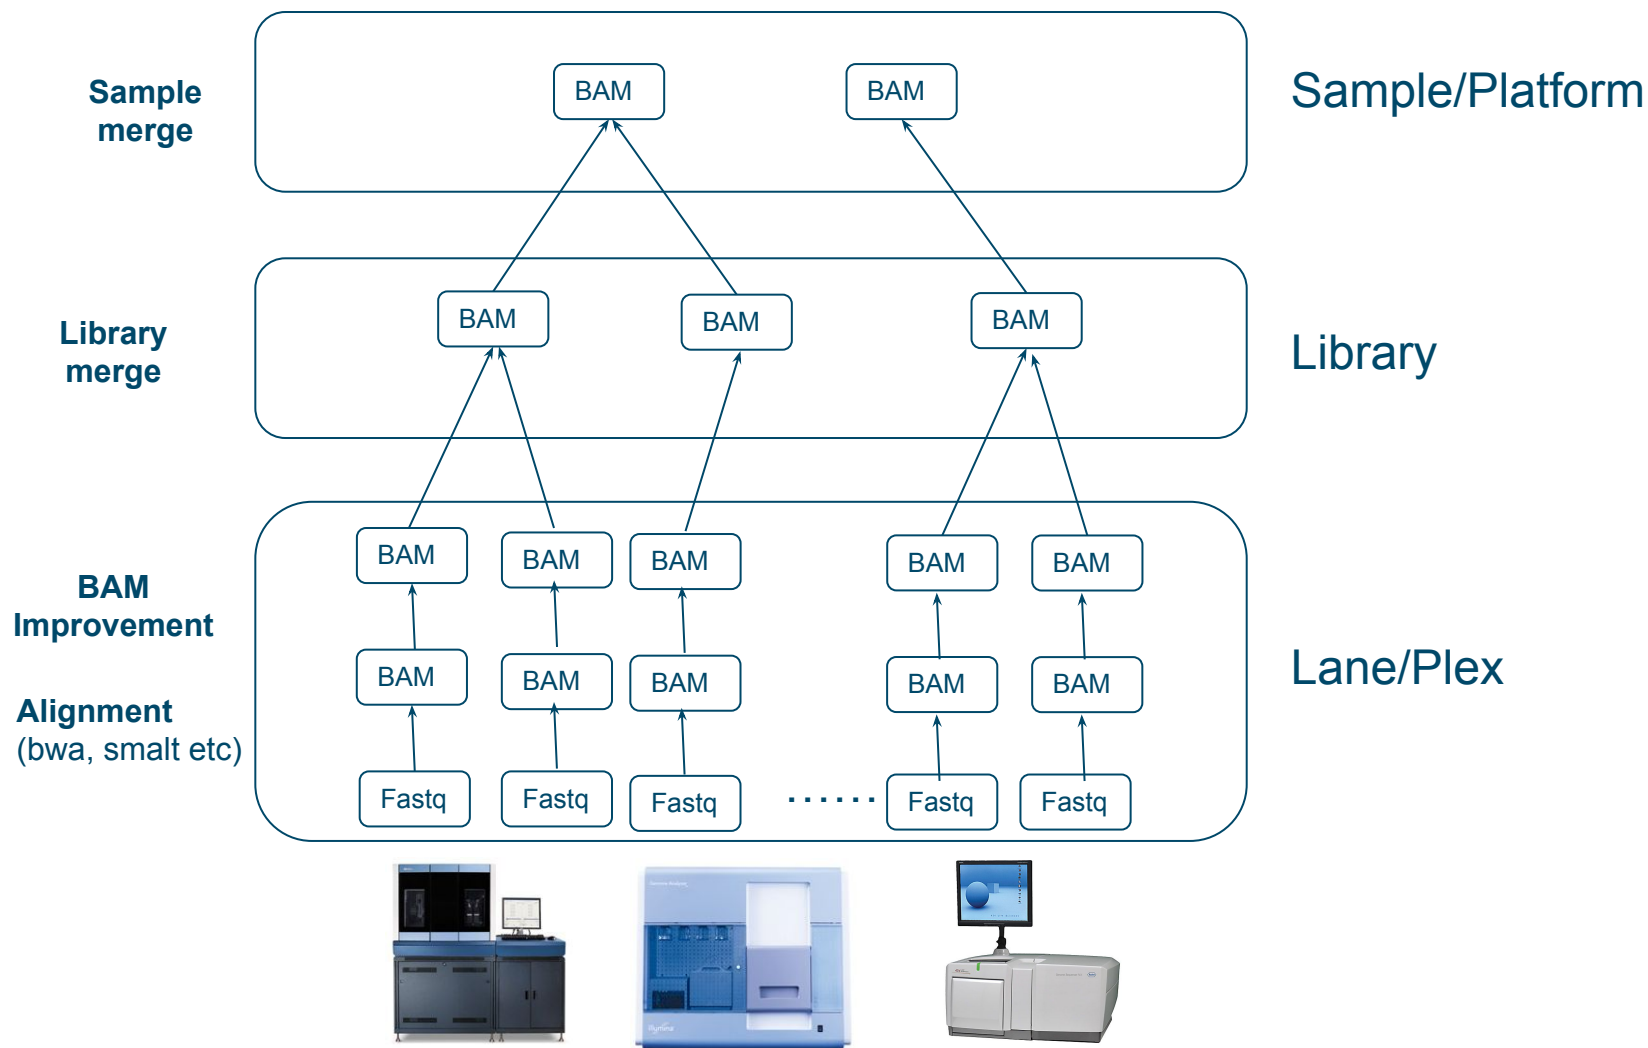 Sample
merge
BAM
BAM
Sample/Platform
Library
merge
BAM
BAM
BAM
Library
BAM
Improvement
BAM
BAM
BAM
BAM
BAM
Lane/Plex
Alignment
(bwa, smalt etc)
BAM
BAM
BAM
BAM
BAM
Fastq
Fastq
Fastq
......
Fastq
Fastq
illumina